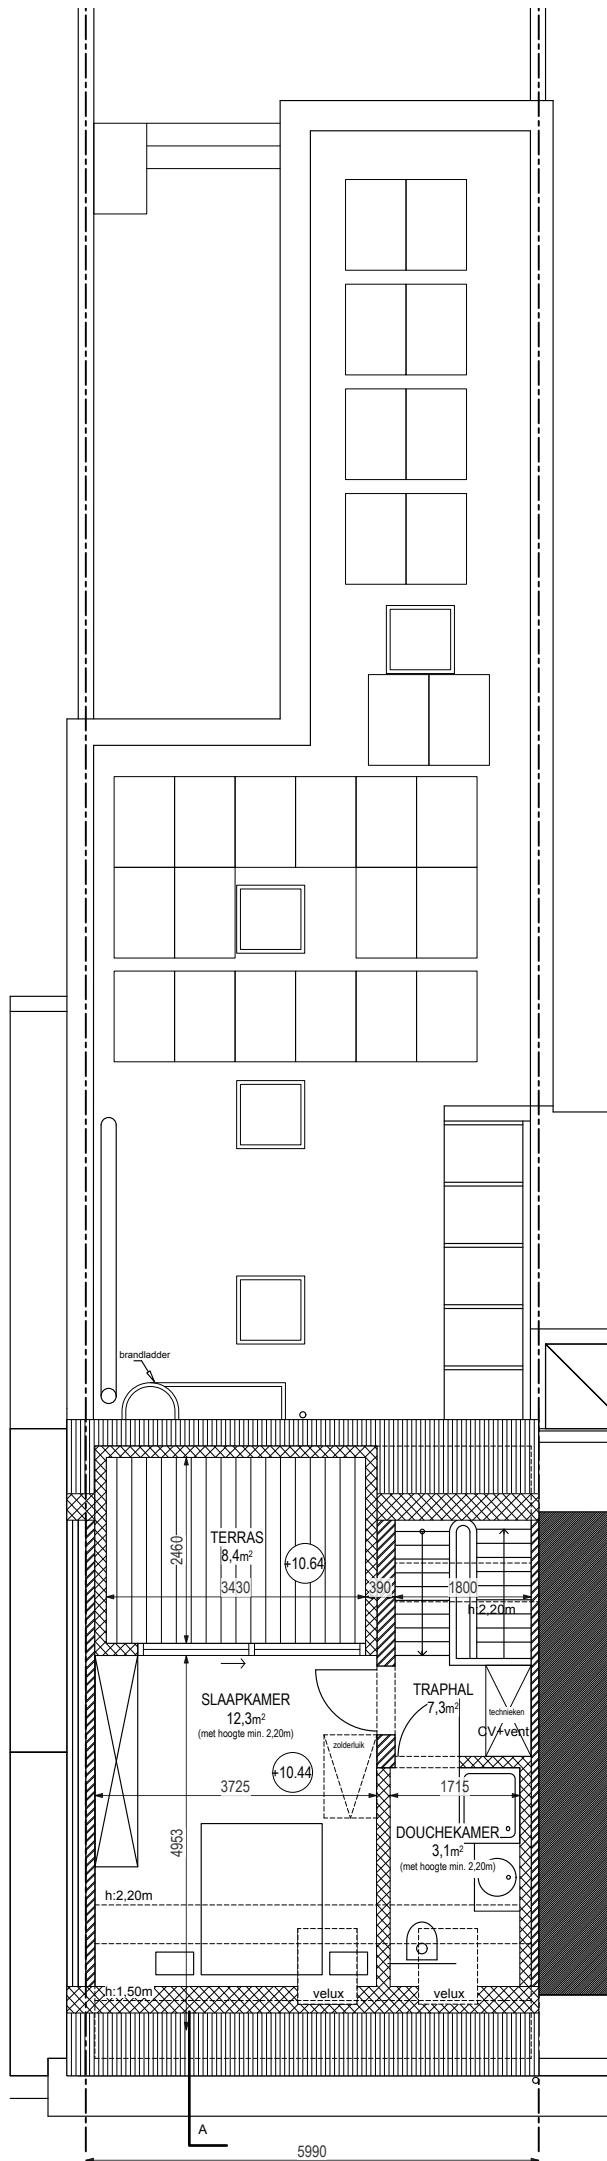 brandladder
TERRAS
8,4m²
2460
+10.64
3430
390
1800
h:2,20m
SLAAPKAMER
12,3m²
(met hoogte min. 2,20m)
TRAPHAL
7,3m²
technieken
CV+vent
zolderluik
+10.44
3725
1715
4953
DOUCHEKAMER
3,1m²
(met hoogte min. 2,20m)
h:2,20m
h:1,50m
velux
velux
A
5990